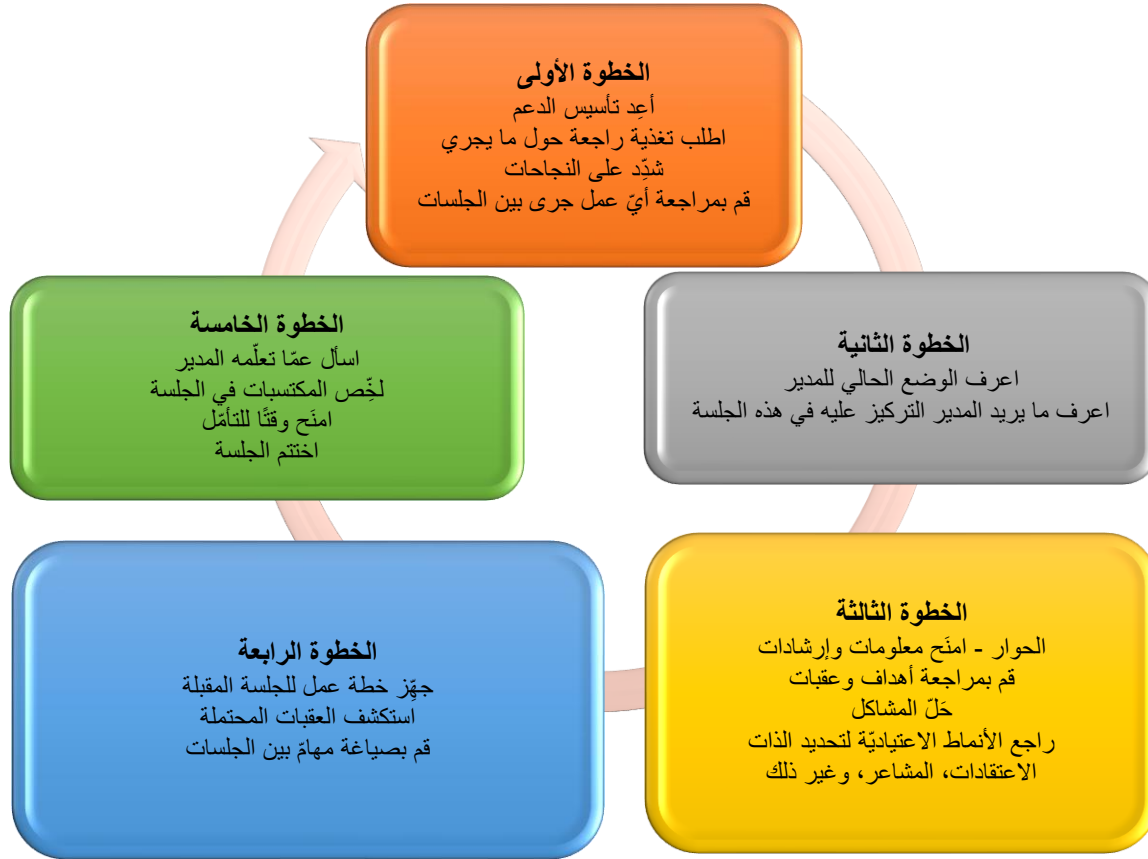 الخطوة الأولى
أعِد تأسيس الدعم
اطلب تغذية راجعة حول ما يجري
شدِّد على النجاحات
قم بمراجعة أيّ عمل جرى بين الجلسات
الخطوة الثانية
اعرف الوضع الحالي للمدير
اعرف ما يريد المدير التركيز عليه في هذه الجلسة
الخطوة الثالثة
الحوار - امنَح معلومات وإرشادات
قم بمراجعة أهداف وعقبات
حَلّ المشاكل
راجع الأنماط الاعتياديّة لتحديد الذات
الاعتقادات، المشاعر، وغير ذلك
الخطوة الرابعة
جهِّز خطة عمل للجلسة المقبلة
استكشف العقبات المحتملة
قم بصياغة مهامّ بين الجلسات
الخطوة الخامسة
اسأل عمّا تعلّمه المدير
لخِّص المكتسبات في الجلسة
امنَح وقتًا للتأمّل
اختتم الجلسة